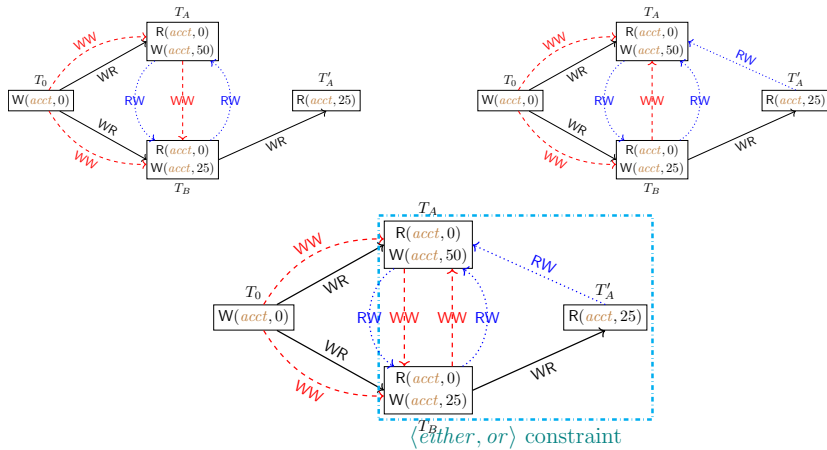 T_A
R(acct, 0)
W(acct, 50)
WW
WR
T_0
W(acct, 0)
RW
WW
RW
T'_A
R(acct, 25)
WR
WW
WR
R(acct, 0)
W(acct, 25)
T_B
T_A
R(acct, 0)
W(acct, 50)
WW
WR
RW
T_0
W(acct, 0)
RW
WW
RW
T'_A
R(acct, 25)
WR
WW
WR
R(acct, 0)
W(acct, 25)
T_B
T_A
R(acct, 0)
W(acct, 50)
WW
WR
RW
T_0
W(acct, 0)
RW
WW
WW
RW
T'_A
R(acct, 25)
WR
WW
WR
R(acct, 0)
W(acct, 25)
T_B
⟨either, or⟩ constraint